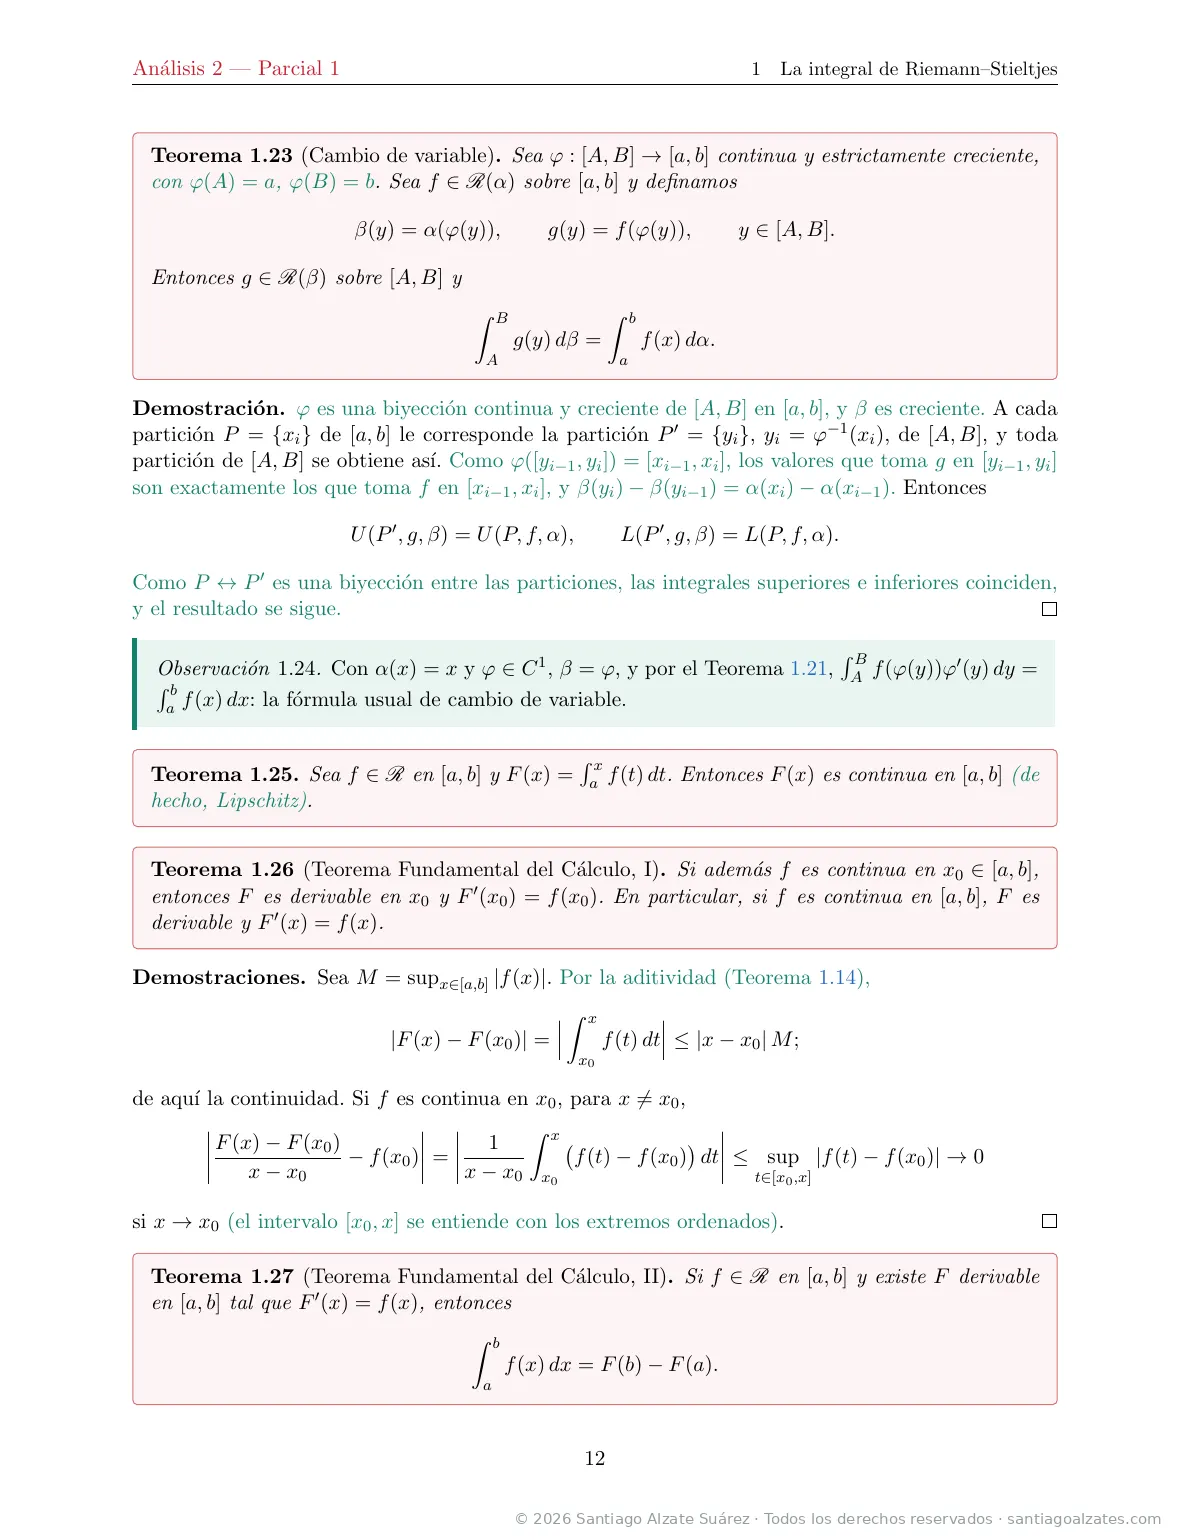 Análisis 2 — Parcial 1
1 La integral de Riemann–Stieltjes
Teorema 1.23 (Cambio de variable). Sea φ : [A, B] → [a, b] continua y estrictamente creciente,
con φ(A) = a, φ(B) = b. Sea f ∈ ℛ(α) sobre [a, b] y definamos
β(y) = α(φ(y)), g(y) = f(φ(y)), y ∈ [A, B].
Entonces g ∈ ℛ(β) sobre [A, B] y
∫_A^B g(y) dβ = ∫_a^b f(x) dα.
Demostración. φ es una biyección continua y creciente de [A, B] en [a, b], y β es creciente. A cada
partición P = {x_i} de [a, b] le corresponde la partición P′ = {y_i}, y_i = φ^{−1}(x_i), de [A, B], y toda
partición de [A, B] se obtiene así. Como φ([y_{i−1}, y_i]) = [x_{i−1}, x_i], los valores que toma g en [y_{i−1}, y_i]
son exactamente los que toma f en [x_{i−1}, x_i], y β(y_i) − β(y_{i−1}) = α(x_i) − α(x_{i−1}). Entonces
U(P′, g, β) = U(P, f, α), L(P′, g, β) = L(P, f, α).
Como P ↔ P′ es una biyección entre las particiones, las integrales superiores e inferiores coinciden,
y el resultado se sigue. □
Observación 1.24. Con α(x) = x y φ ∈ C^1, β = φ, y por el Teorema 1.21, ∫_A^B f(φ(y))φ′(y) dy =
∫_a^b f(x) dx: la fórmula usual de cambio de variable.
Teorema 1.25. Sea f ∈ ℛ en [a, b] y F(x) = ∫_a^x f(t) dt. Entonces F(x) es continua en [a, b] (de
hecho, Lipschitz).
Teorema 1.26 (Teorema Fundamental del Cálculo, I). Si además f es continua en x_0 ∈ [a, b],
entonces F es derivable en x_0 y F′(x_0) = f(x_0). En particular, si f es continua en [a, b], F es
derivable y F′(x) = f(x).
Demostraciones. Sea M = sup_{x∈[a,b]} |f(x)|. Por la aditividad (Teorema 1.14),
|F(x) − F(x_0)| = |∫_{x_0}^x f(t) dt| ≤ |x − x_0| M;
de aquí la continuidad. Si f es continua en x_0, para x ≠ x_0,
|(F(x) − F(x_0))/(x − x_0) − f(x_0)| = |1/(x − x_0) ∫_{x_0}^x (f(t) − f(x_0)) dt| ≤ sup_{t∈[x_0,x]} |f(t) − f(x_0)| → 0
si x → x_0 (el intervalo [x_0, x] se entiende con los extremos ordenados). □
Teorema 1.27 (Teorema Fundamental del Cálculo, II). Si f ∈ ℛ en [a, b] y existe F derivable
en [a, b] tal que F′(x) = f(x), entonces
∫_a^b f(x) dx = F(b) − F(a).
12
© 2026 Santiago Alzate Suárez · Todos los derechos reservados · santiagoalzates.com